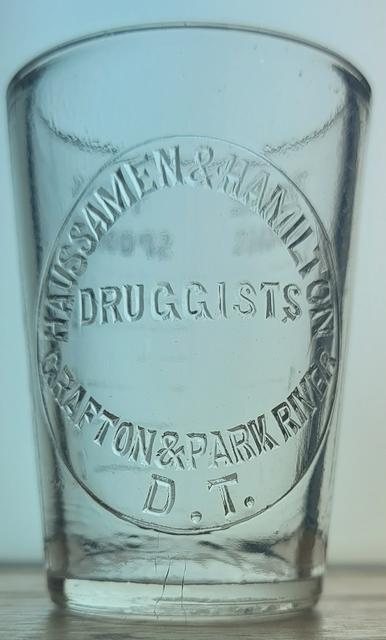 HAUSSAMEN & HAMILTON
DRUGGISTS
GRAFTON & PARK RIVER
D.T.